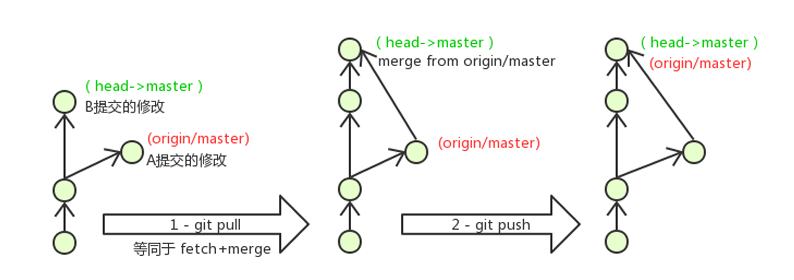 ( head->master )
B提交的修改
(origin/master)
A提交的修改
1 - git pull
等同于 fetch+merge
( head->master )
merge from origin/master
(origin/master)
2 - git push
( head->master )
(origin/master)